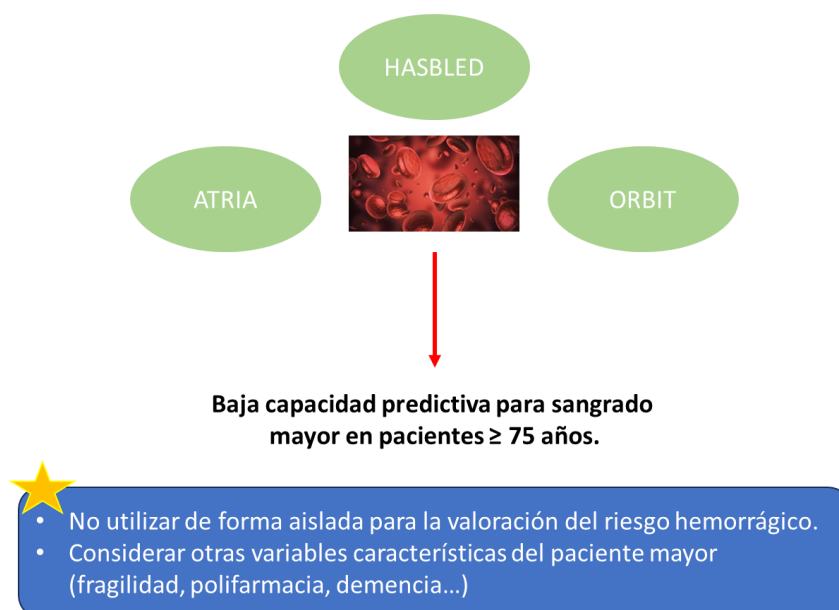 HASBLED
ATRIA
ORBIT
Baja capacidad predictiva para sangrado
mayor en pacientes ≥ 75 años.
• No utilizar de forma aislada para la valoración del riesgo hemorrágico.
• Considerar otras variables características del paciente mayor
(fragilidad, polifarmacia, demencia...)